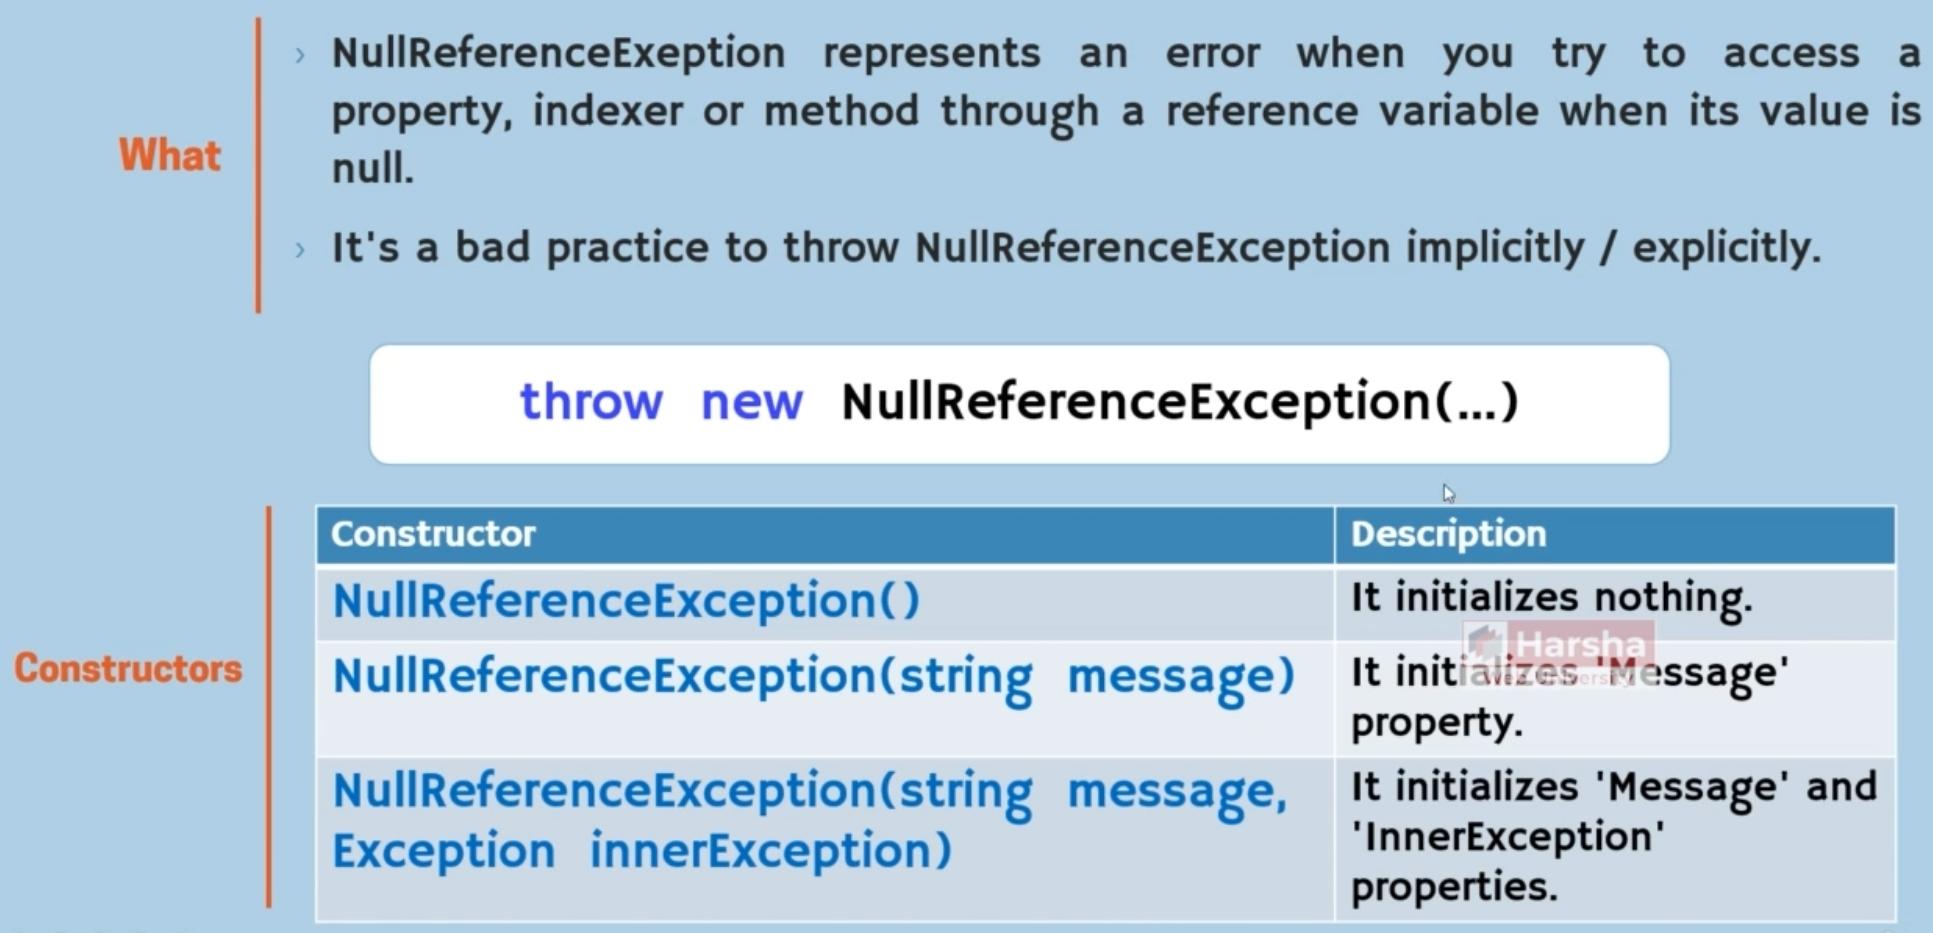 What
› NullReferenceExeption represents an error when you try to access a
property, indexer or method through a reference variable when its value is
null.
› It's a bad practice to throw NullReferenceException implicitly / explicitly.
throw new NullReferenceException(...)
Constructors
Constructor Description
NullReferenceException() It initializes nothing.
NullReferenceException(string message) It initializes 'Message'
property.
NullReferenceException(string message, It initializes 'Message' and
Exception innerException) 'InnerException'
properties.
Harsha
Web University